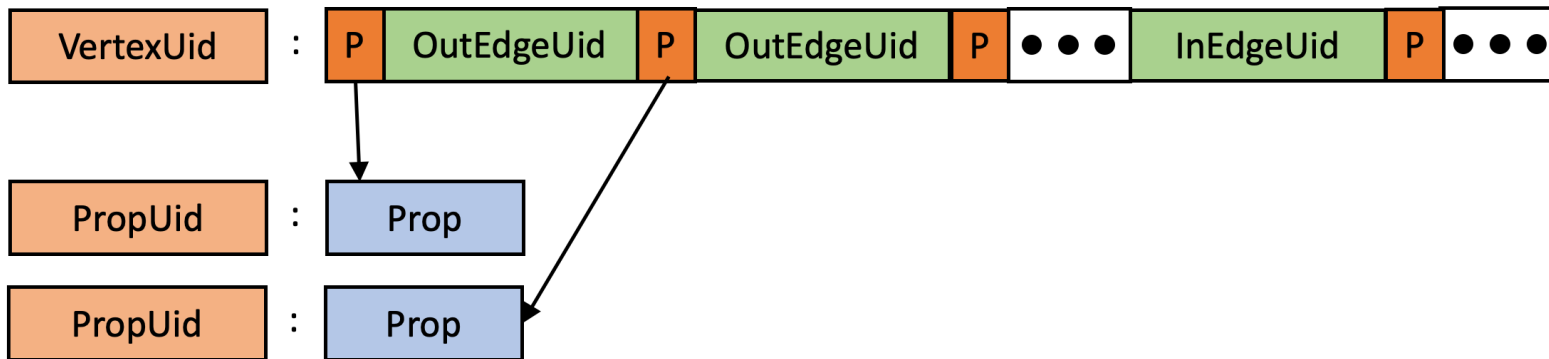 VertexUid : P OutEdgeUid P OutEdgeUid P ●●● InEdgeUid P ●●●
PropUid : Prop
PropUid : Prop